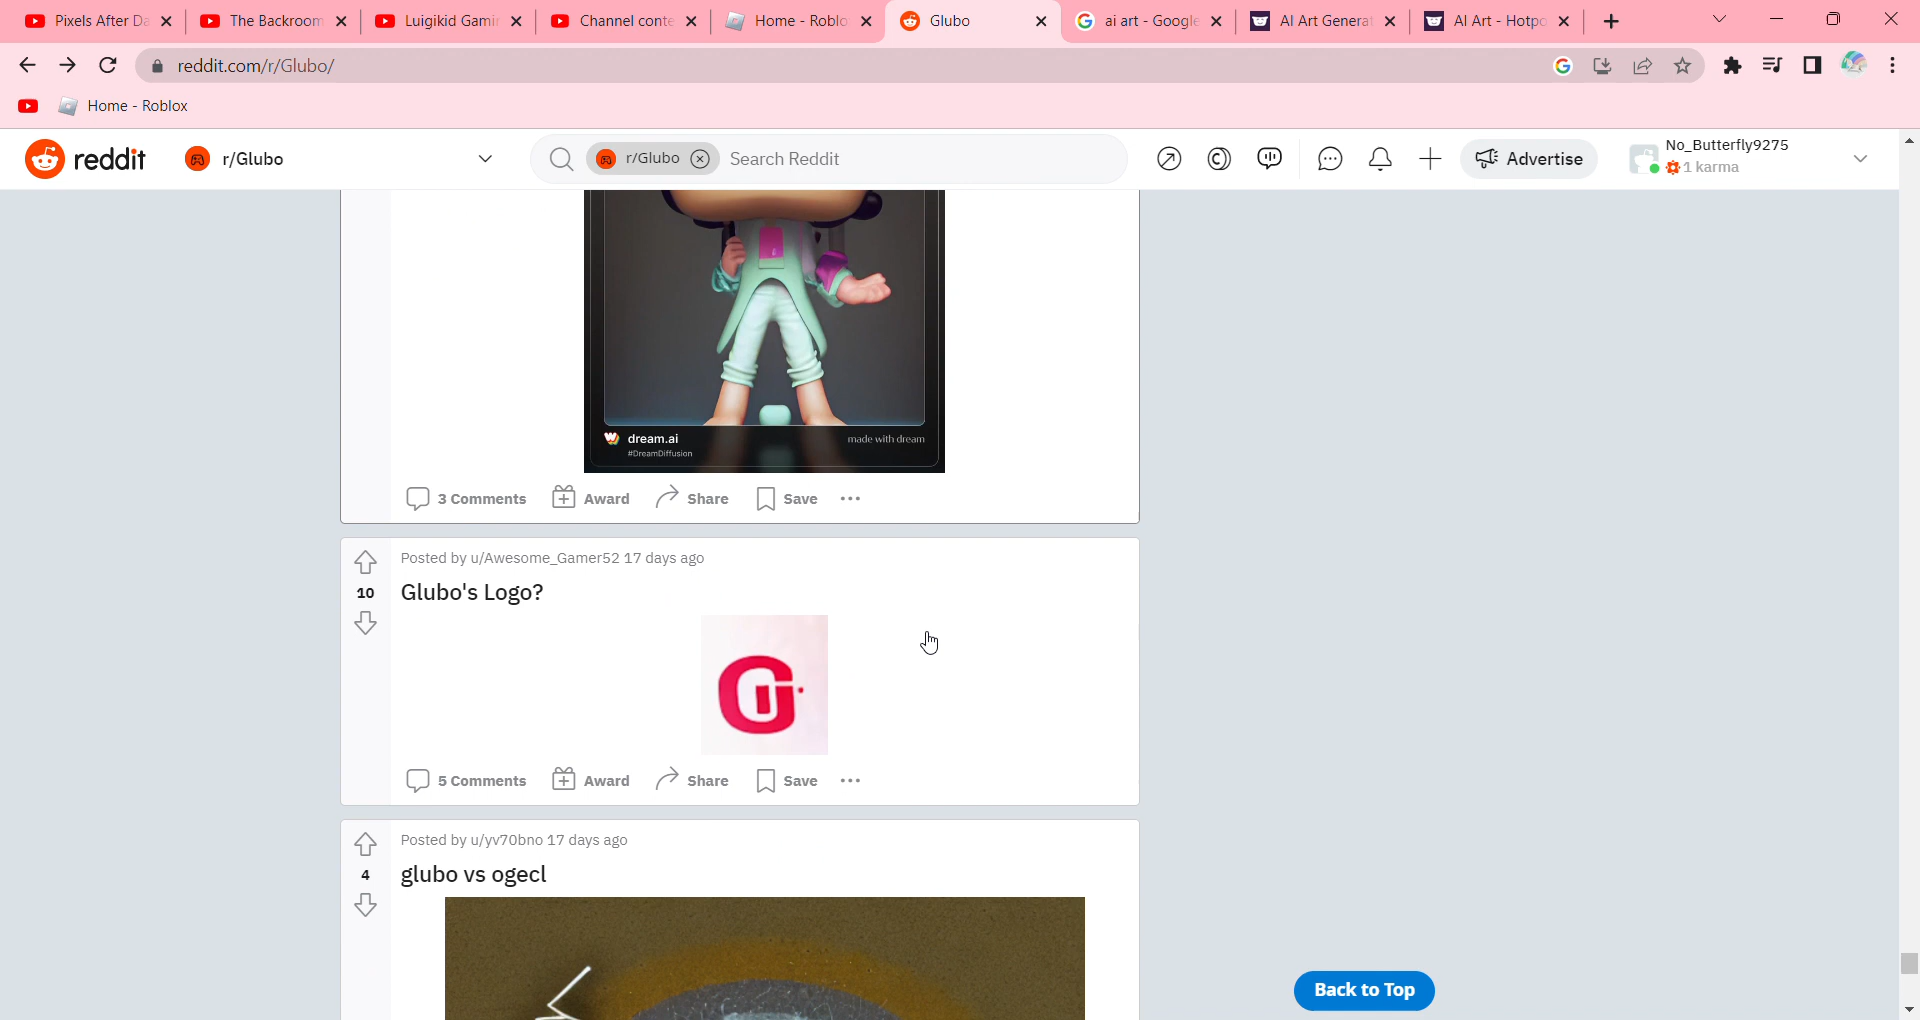 Pixels After Da
The Backroom
Luigikid Gami
Channel conte
Home - Roblo
Glubo
ai art - Google
AI Art Generat
AI Art - Hotpo
reddit.com/r/Glubo/
Home - Roblox
reddit
r/Glubo
r/Glubo
Search Reddit
Advertise
No_Butterfly9275
1 karma
dream.ai
made with dream
#DreamDiffusion
3 Comments
Award
Share
Save
Posted by u/Awesome_Gamer52 17 days ago
10
Glubo's Logo?
G
5 Comments
Award
Share
Save
Posted by u/yv70bno 17 days ago
4
glubo vs ogecl
Back to Top